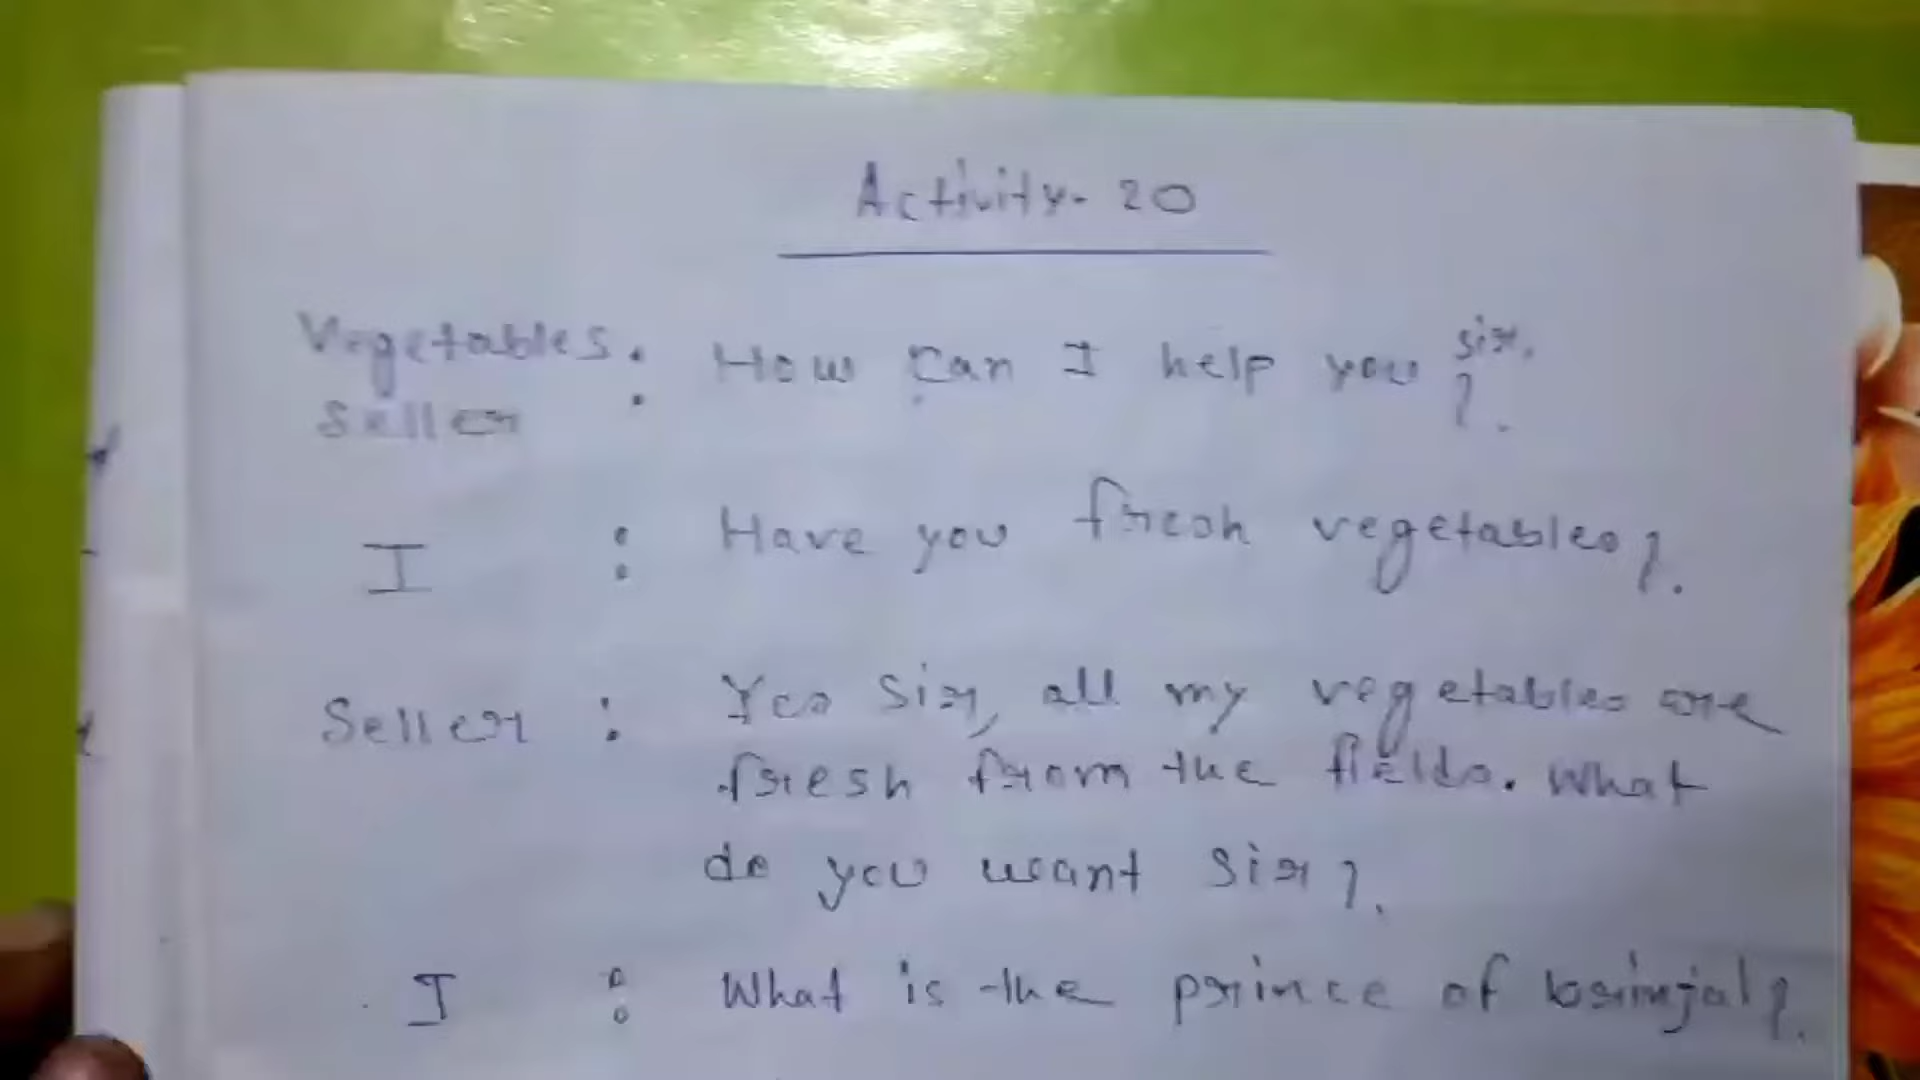 Activity- 20
Vegetables : How can I help you sir,
Seller ?.
I : Have you fresh vegetables ?.
Seller : Yes Sir, all my vegetables are
fresh from the fields. What
do you want Sir ?.
I : What is the prince of brinjal ?.